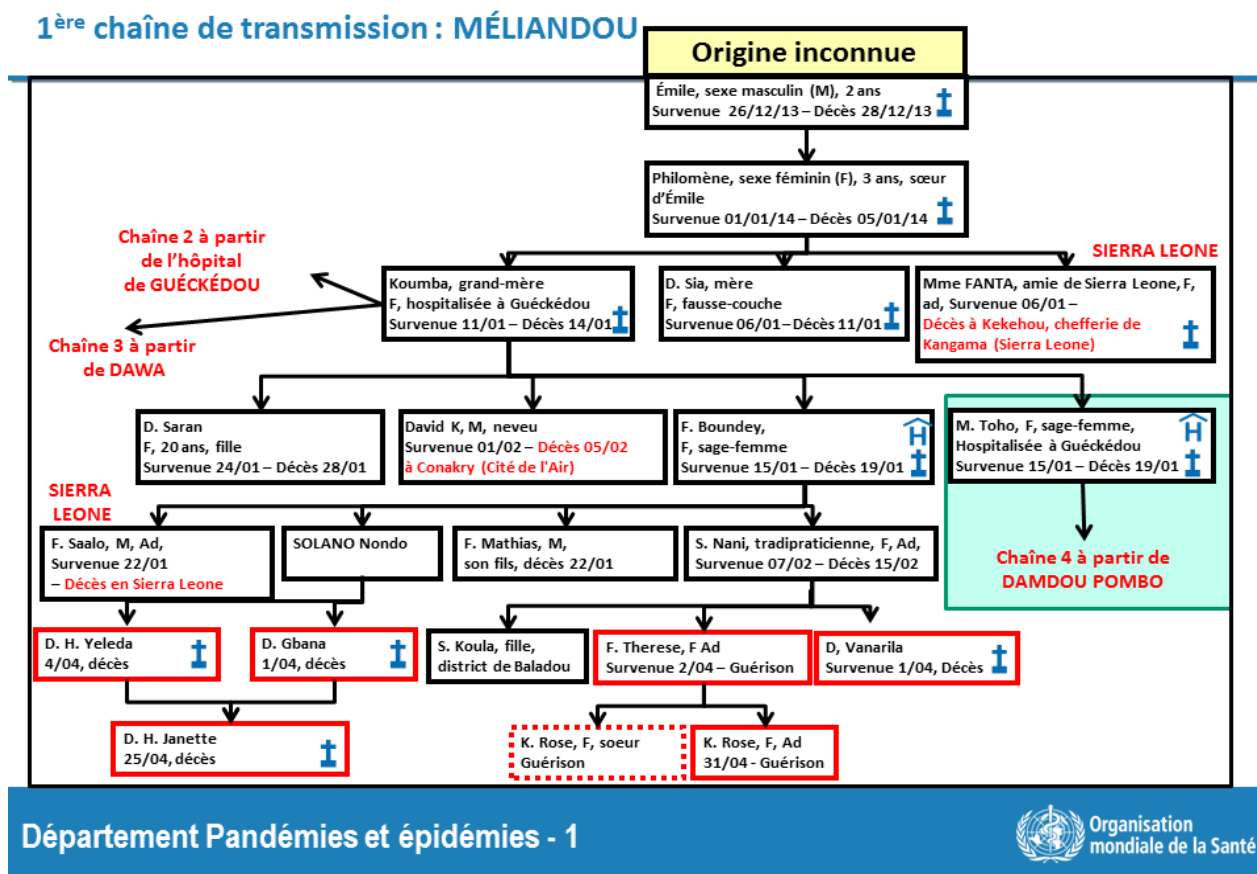 1ère chaîne de transmission : MÉLIANDOU
Origine inconnue
Émile, sexe masculin (M), 2 ans
Survenue 26/12/13 – Décès 28/12/13
Philomène, sexe féminin (F), 3 ans, sœur
d’Émile
Survenue 01/01/14 – Décès 05/01/14
Chaîne 2 à partir
de l’hôpital
de GUÉCKÉDOU
Chaîne 3 à partir
de DAWA
Koumba, grand-mère
F, hospitalisée à Guéckédou
Survenue 11/01 – Décès 14/01
D. Sia, mère
F, fausse-couche
Survenue 06/01 – Décès 11/01
SIERRA LEONE
Mme FANTA, amie de Sierra Leone, F,
ad, Survenue 06/01 –
Décès à Kekehou, chefferie de
Kangama (Sierra Leone)
D. Saran
F, 20 ans, fille
Survenue 24/01 – Décès 28/01
David K, M, neveu
Survenue 01/02 – Décès 05/02
à Conakry (Cité de l'Air)
F. Boundey,
F, sage-femme
Survenue 15/01 – Décès 19/01
H
M. Toho, F, sage-femme,
Hospitalisée à Guéckédou
Survenue 15/01 – Décès 19/01
H
Chaîne 4 à partir de
DAMDOU POMBO
SIERRA
LEONE
F. Saalo, M, Ad,
Survenue 22/01
– Décès en Sierra Leone
SOLANO Nondo
F. Mathias, M,
son fils, décès 22/01
S. Nani, tradipraticienne, F, Ad,
Survenue 07/02 – Décès 15/02
D. H. Yeleda
4/04, décès
D. Gbana
1/04, décès
S. Koula, fille,
district de Baladou
F. Therese, F Ad
Survenue 2/04 – Guérison
D, Vanarila
Survenue 1/04, Décès
D. H. Janette
25/04, décès
K. Rose, F, soeur
Guérison
K. Rose, F, Ad
31/04 - Guérison
Département Pandémies et épidémies - 1
Organisation
mondiale de la Santé